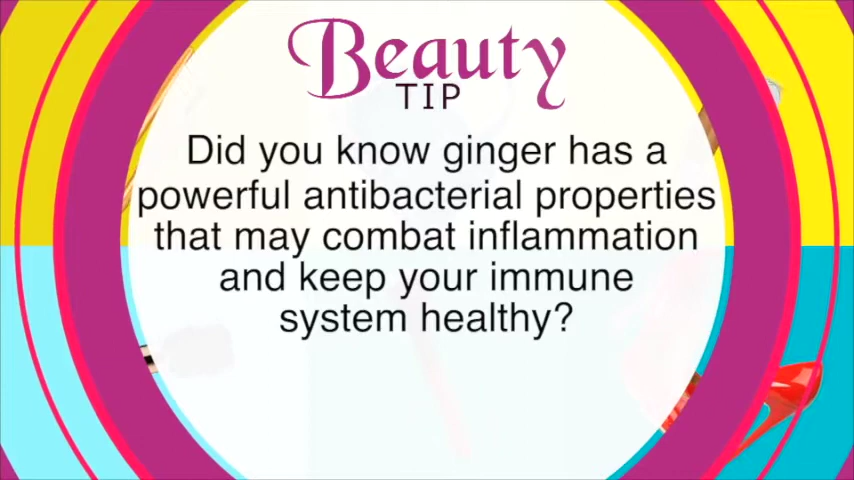 Beauty
TIP
Did you know ginger has a
powerful antibacterial properties
that may combat inflammation
and keep your immune
system healthy?